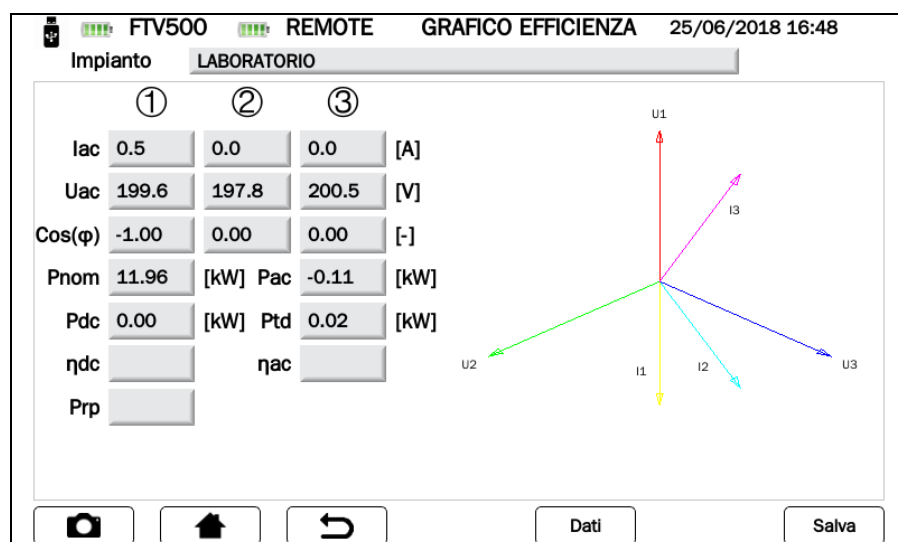 FTV500 REMOTE GRAFICO EFFICIENZA 25/06/2018 16:48
Impianto LABORATORIO
① ② ③
Iac 0.5 0.0 0.0 [A]
Uac 199.6 197.8 200.5 [V]
Cos(φ) -1.00 0.00 0.00 [-]
Pnom 11.96 [kW] Pac -0.11 [kW]
Pdc 0.00 [kW] Ptd 0.02 [kW]
ηdc ηac
Prp
U1
I3
U2 I1 I2 U3
Dati Salva